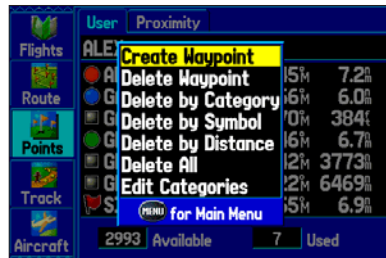 User Proximity
Flights
ALEX
Create Waypoint
Delete Waypoint
Delete by Category
Delete by Symbol
Delete by Distance
Delete All
Edit Categories
MENU for Main Menu
7.2
6.0
384
6.7
3773
6469
6.9
Route
Points
Track
Aircraft
2993 Available 7 Used